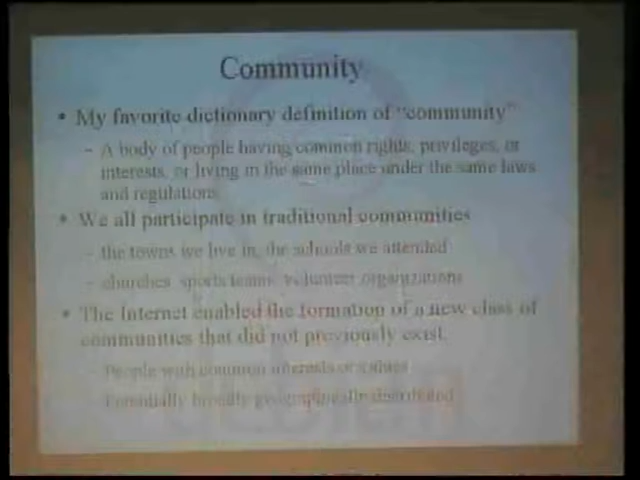 Community
• My favorite dictionary definition of "community"
– A body of people having common rights, privileges, or
interests, or living in the same place under the same laws
and regulations.
• We all participate in traditional communities
– the towns we live in, the schools we attended
– churches, sports teams, volunteer organizations
• The Internet enabled the formation of a new class of
communities that did not previously exist.
People with common interests or values
Potentially broadly geographically distributed